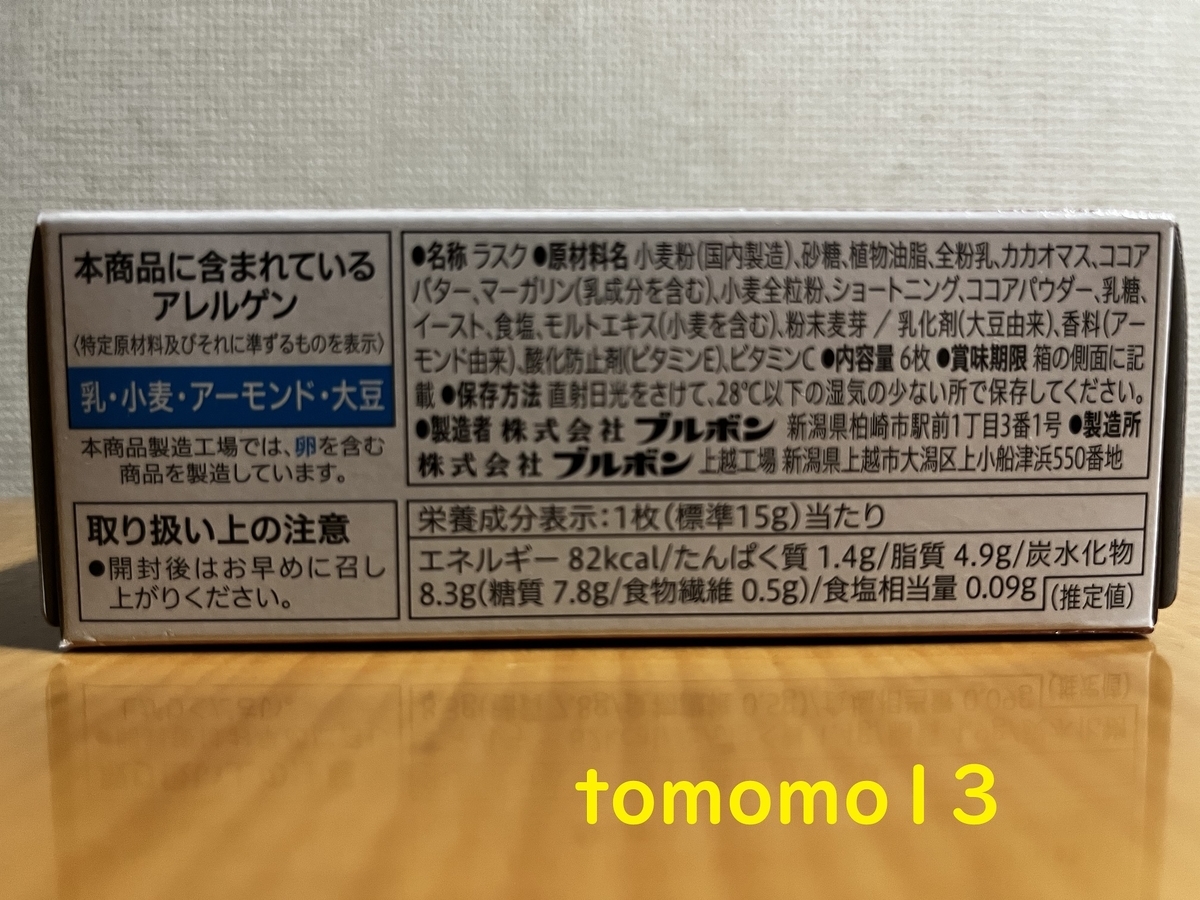 本商品に含まれている
アレルゲン
〈特定原材料及びそれに準ずるものを表示〉
乳・小麦・アーモンド・大豆
本商品製造工場では、卵を含む
商品を製造しています。
取り扱い上の注意
●開封後はお早めに召し
上がりください。
●名称 ラスク ●原材料名 小麦粉(国内製造)、砂糖、植物油脂、全粉乳、カカオマス、ココア
バター、マーガリン(乳成分を含む)、小麦全粒粉、ショートニング、ココアパウダー、乳糖、
イースト、食塩、モルトエキス(小麦を含む)、粉末麦芽／乳化剤(大豆由来)、香料(アー
モンド由来)、酸化防止剤(ビタミンE)、ビタミンC ●内容量 6枚 ●賞味期限 箱の側面に記
載 ●保存方法 直射日光をさけて、28℃以下の湿気の少ない所で保存してください。
●製造者 株式会社 ブルボン 新潟県柏崎市駅前1丁目3番1号 ●製造所
株式会社 ブルボン 上越工場 新潟県上越市大潟区上小船津浜550番地
栄養成分表示：1枚(標準15g)当たり
エネルギー 82kcal/たんぱく質 1.4g/脂質 4.9g/炭水化物
8.3g(糖質 7.8g/食物繊維 0.5g)/食塩相当量 0.09g (推定値)
tomomo13